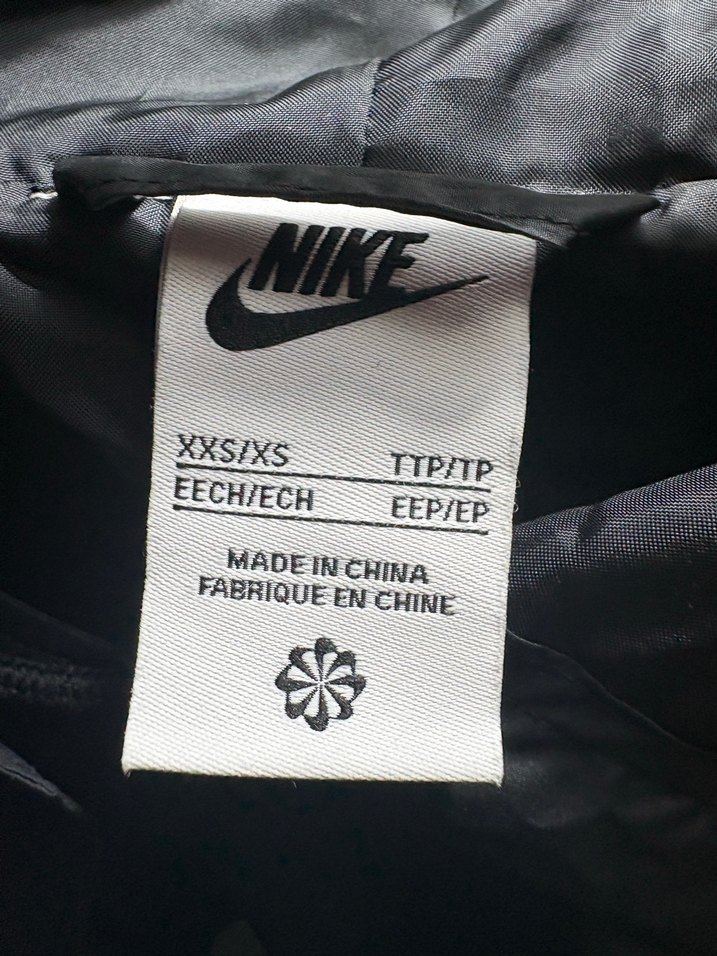 NIKE
XXS/XS TTP/TP
EECH/ECH EEP/EP
MADE IN CHINA
FABRIQUE EN CHINE